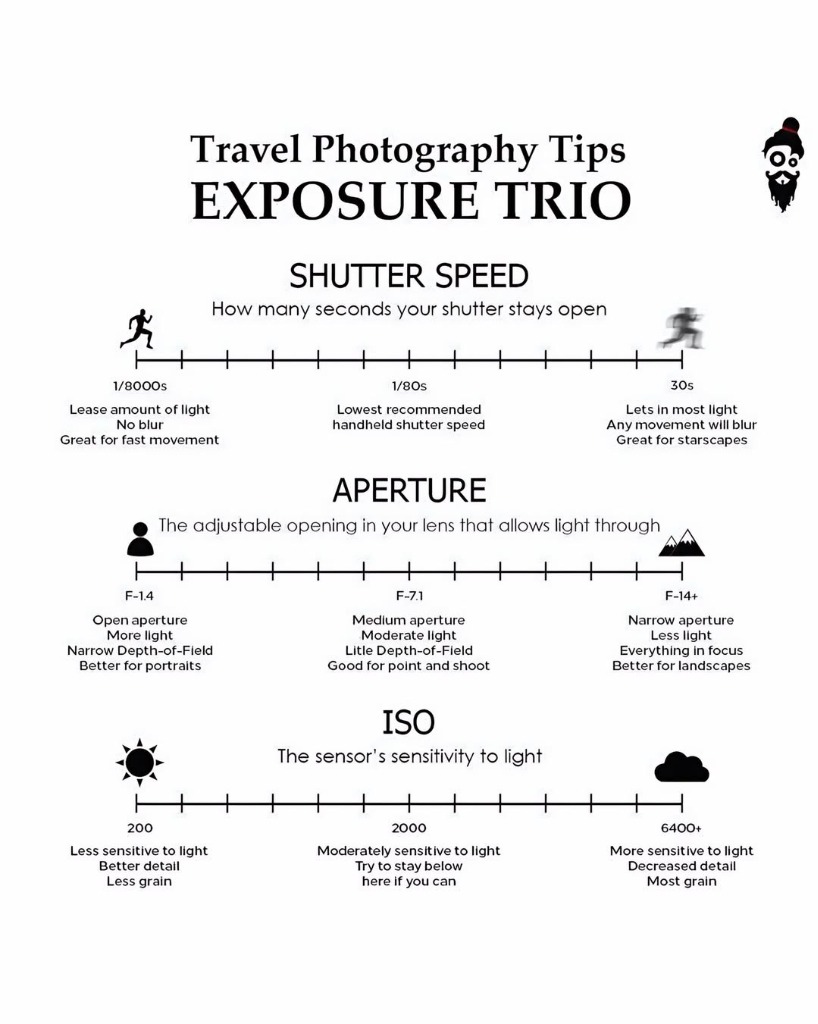 Travel Photography Tips
EXPOSURE TRIO
SHUTTER SPEED
How many seconds your shutter stays open
1/8000s
1/80s
30s
Lease amount of light
No blur
Great for fast movement
Lowest recommended
handheld shutter speed
Lets in most light
Any movement will blur
Great for starscapes
APERTURE
The adjustable opening in your lens that allows light through
F-1.4
F-7.1
F-14+
Open aperture
More light
Narrow Depth-of-Field
Better for portraits
Medium aperture
Moderate light
Litle Depth-of-Field
Good for point and shoot
Narrow aperture
Less light
Everything in focus
Better for landscapes
ISO
The sensor's sensitivity to light
200
2000
6400+
Less sensitive to light
Better detail
Less grain
Moderately sensitive to light
Try to stay below
here if you can
More sensitive to light
Decreased detail
Most grain